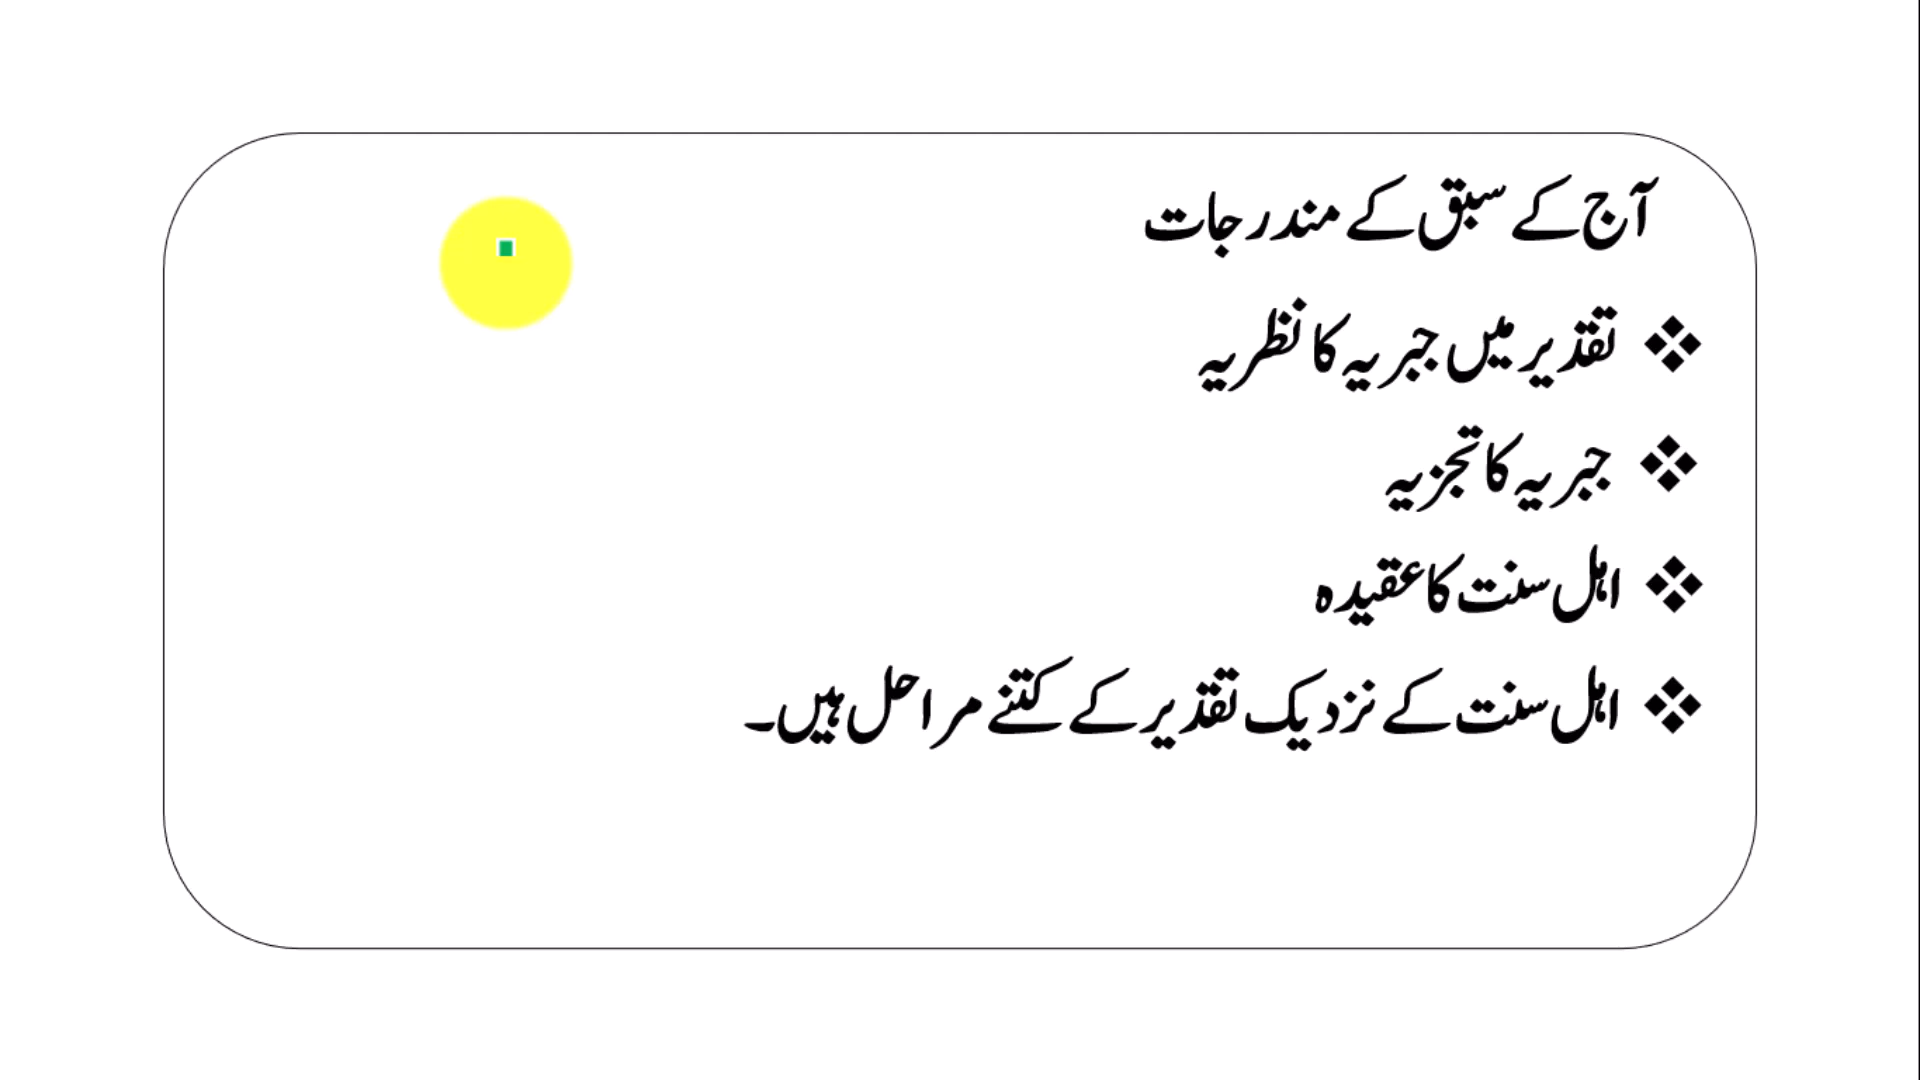 آج کے سبق کے مندرجات
❖ تقدیر میں جبریہ کا نظریہ
❖ جبریہ کا تجزیہ
❖ اہل سنت کا عقیدہ
❖ اہل سنت کے نزدیک تقدیر کے کتنے مراحل ہیں۔